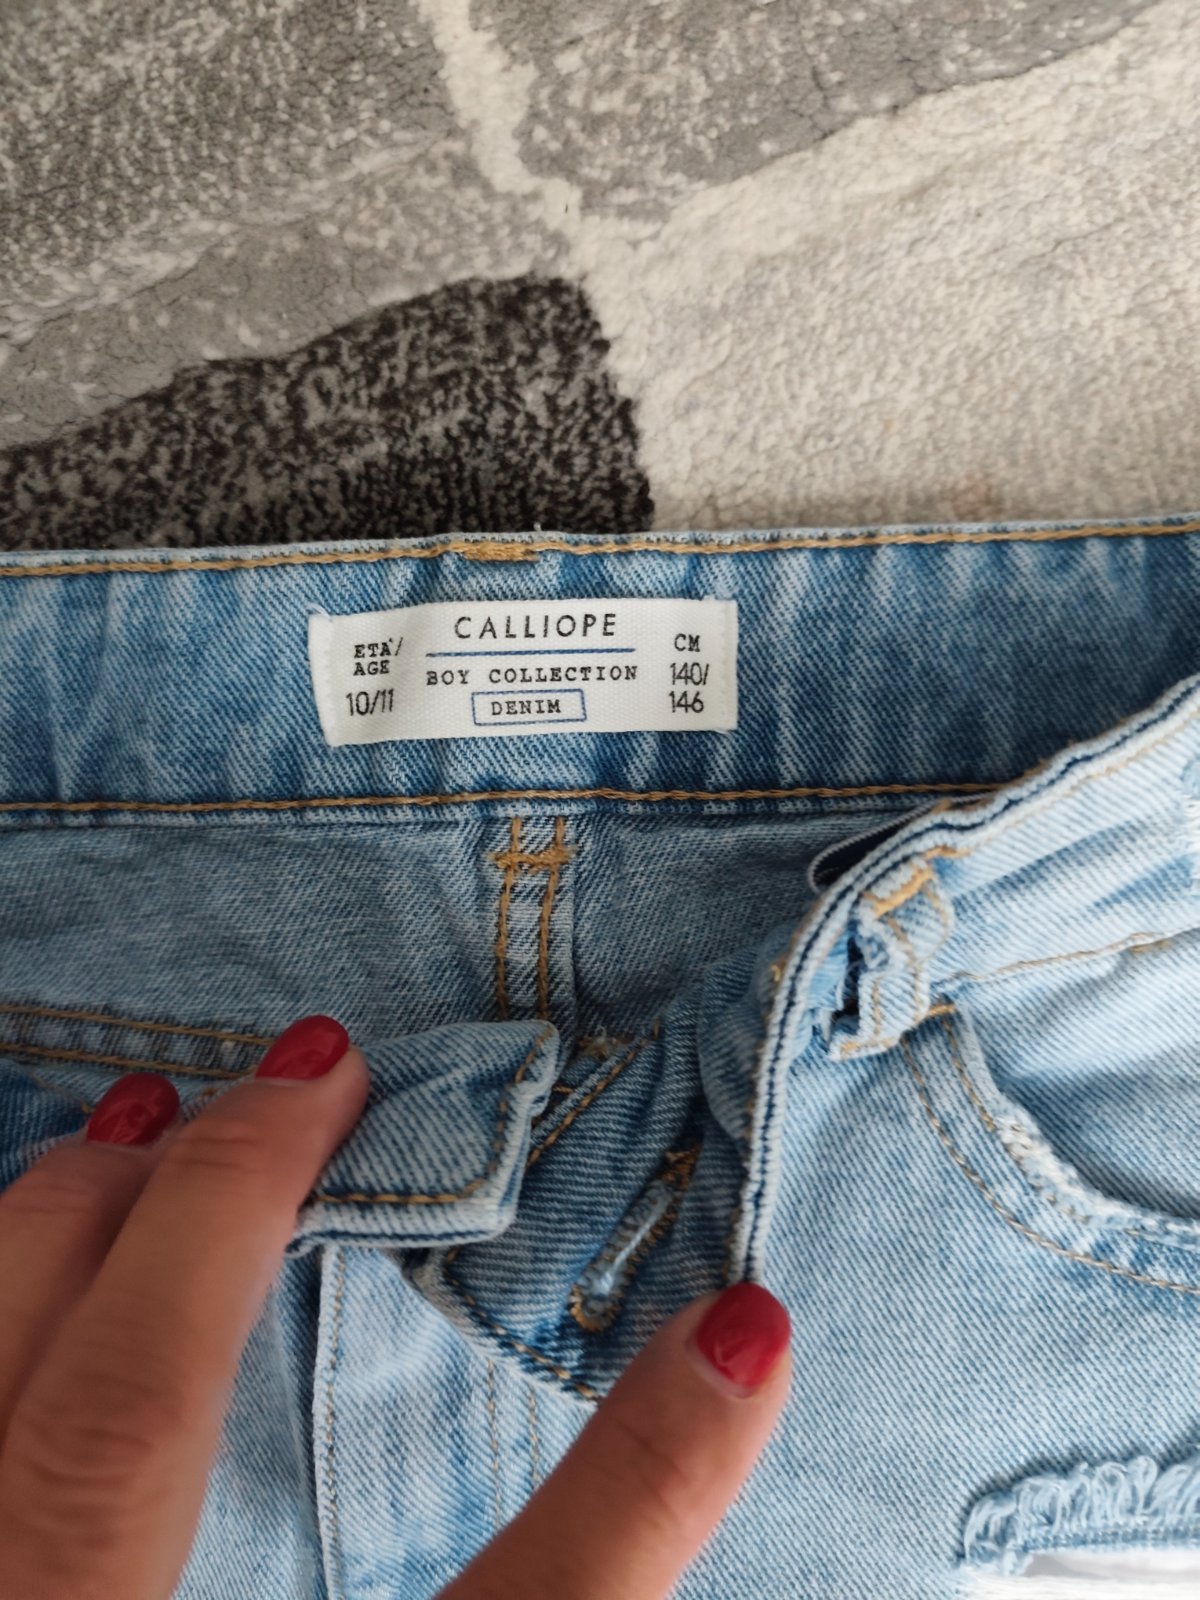 CALLIOPE
ETA'/
AGE
10/11
BOY COLLECTION
DENIM
CM
140/
146